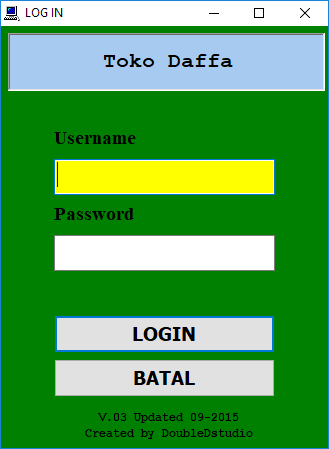 LOG IN
Toko Daffa
Username
Password
LOGIN
BATAL
V.03 Updated 09-2015
Created by DoubleDstudio